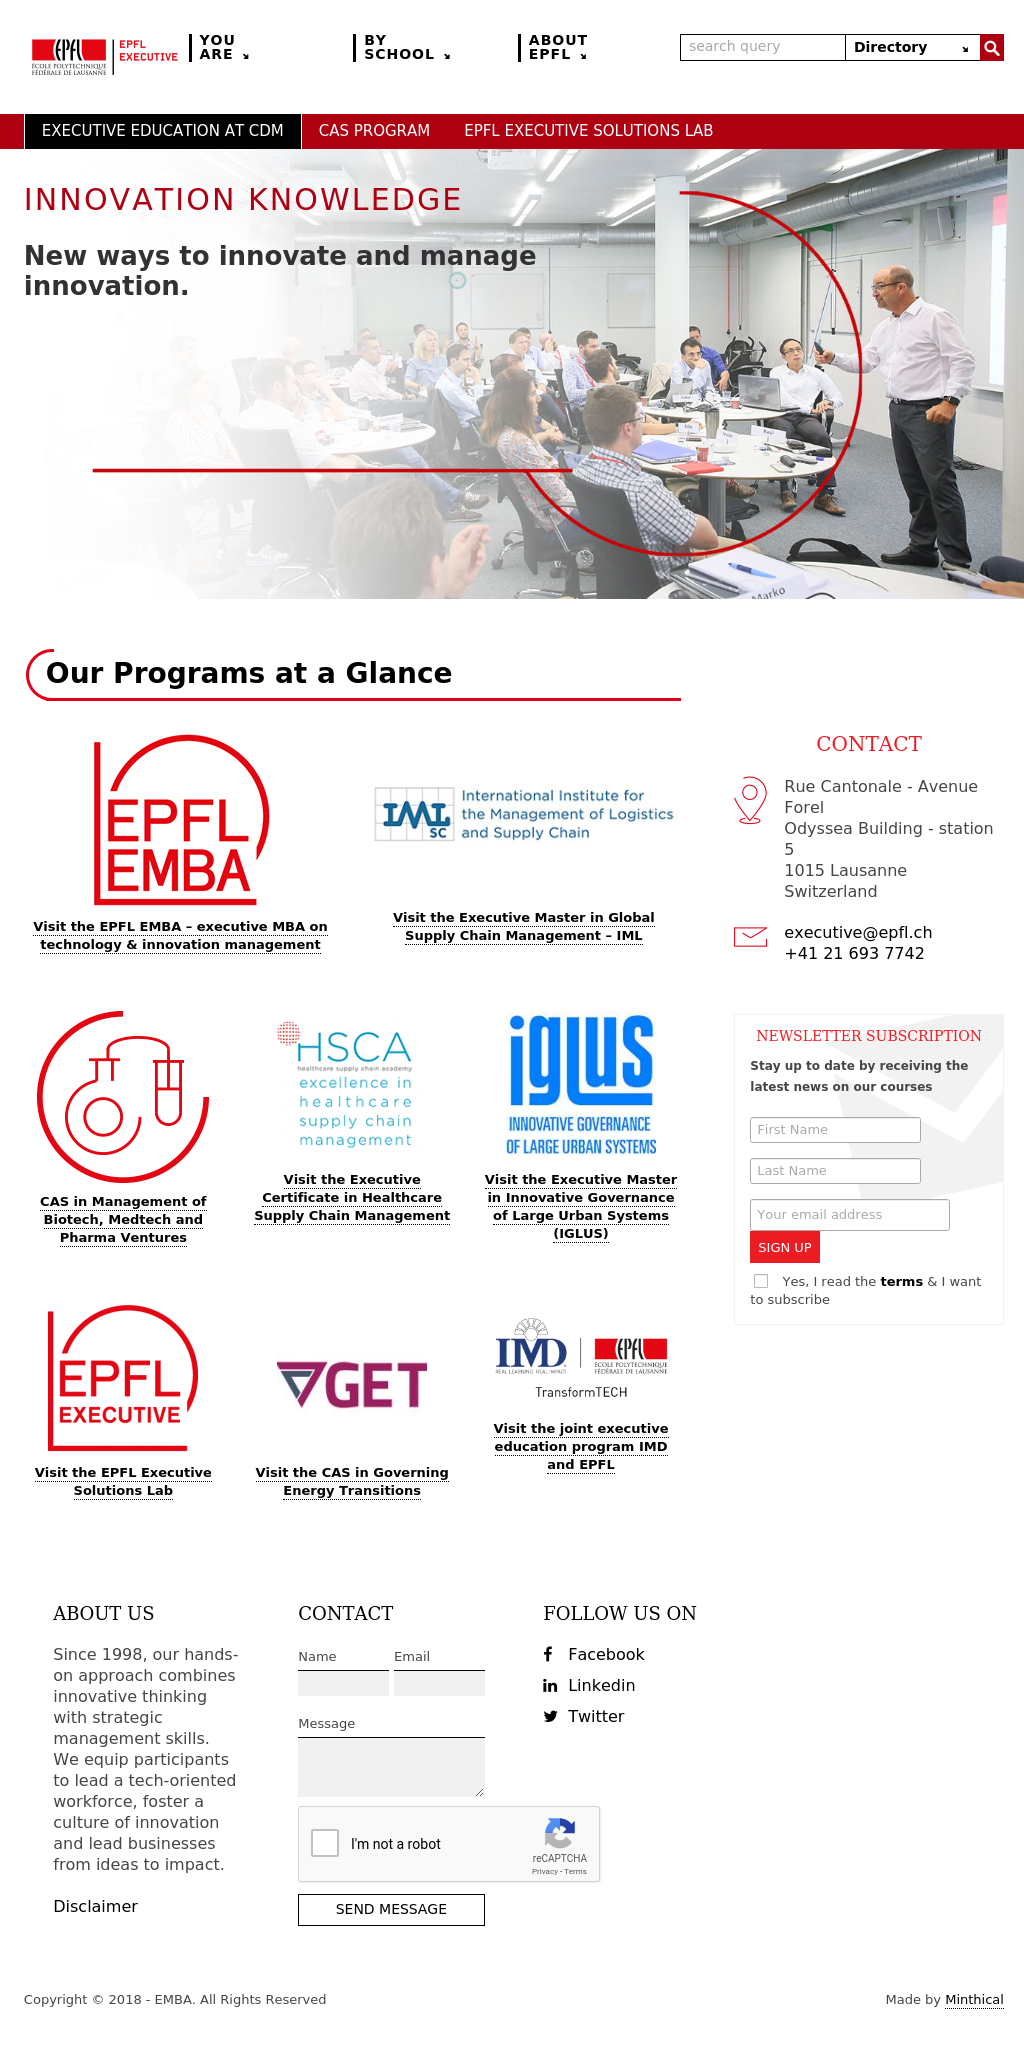 EPFL
ÉCOLE POLYTECHNIQUE
FÉDÉRALE DE LAUSANNE
EPFL
EXECUTIVE
YOU
ARE
BY
SCHOOL
ABOUT
EPFL
search query
Directory
EXECUTIVE EDUCATION AT CDM
CAS PROGRAM
EPFL EXECUTIVE SOLUTIONS LAB
INNOVATION KNOWLEDGE
New ways to innovate and manage
innovation.
Marko
Our Programs at a Glance
EPFL
EMBA
Visit the EPFL EMBA – executive MBA on
technology & innovation management
IML
SC
International Institute for
the Management of Logistics
and Supply Chain
Visit the Executive Master in Global
Supply Chain Management – IML
CAS in Management of
Biotech, Medtech and
Pharma Ventures
HSCA
healthcare supply chain academy
excellence in
healthcare
supply chain
management
Visit the Executive
Certificate in Healthcare
Supply Chain Management
iglus
INNOVATIVE GOVERNANCE
OF LARGE URBAN SYSTEMS
Visit the Executive Master
in Innovative Governance
of Large Urban Systems
(IGLUS)
EPFL
EXECUTIVE
Visit the EPFL Executive
Solutions Lab
GET
Visit the CAS in Governing
Energy Transitions
IMD
REAL LEARNING. REAL IMPACT
EPFL
ÉCOLE POLYTECHNIQUE
FÉDÉRALE DE LAUSANNE
TransformTECH
Visit the joint executive
education program IMD
and EPFL
CONTACT
Rue Cantonale - Avenue
Forel
Odyssea Building - station
5
1015 Lausanne
Switzerland
executive@epfl.ch
+41 21 693 7742
NEWSLETTER SUBSCRIPTION
Stay up to date by receiving the
latest news on our courses
First Name
Last Name
Your email address
SIGN UP
Yes, I read the terms & I want
to subscribe
ABOUT US
Since 1998, our hands-
on approach combines
innovative thinking
with strategic
management skills.
We equip participants
to lead a tech-oriented
workforce, foster a
culture of innovation
and lead businesses
from ideas to impact.
Disclaimer
CONTACT
Name
Email
Message
I'm not a robot
reCAPTCHA
Privacy - Terms
SEND MESSAGE
FOLLOW US ON
Facebook
Linkedin
Twitter
Copyright © 2018 - EMBA. All Rights Reserved
Made by Minthical